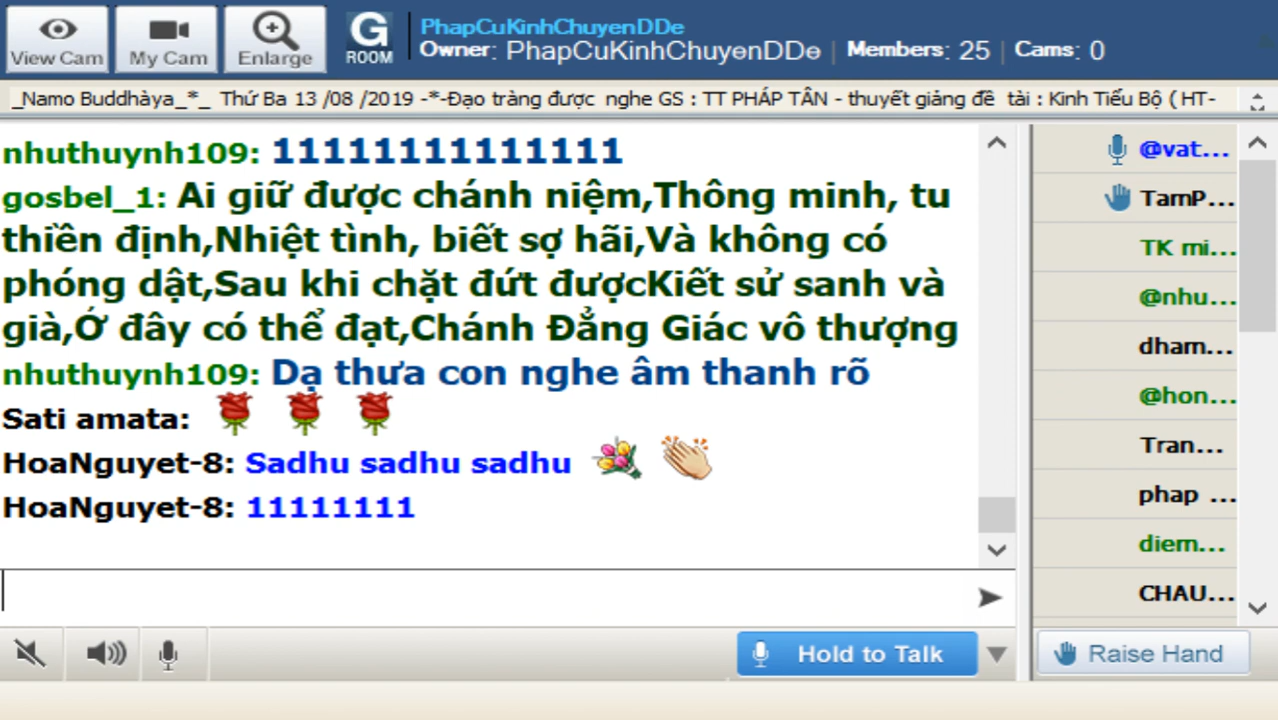 View Cam
My Cam
Enlarge
G
ROOM
PhapCuKinhChuyenDDe
Owner: PhapCuKinhChuyenDDe | Members: 25 | Cams: 0
_Namo Buddhàya_*_ Thứ Ba 13 /08 /2019 -*-Đạo tràng được nghe GS : TT PHÁP TÂN - thuyết giảng đề tài : Kinh Tiểu Bộ ( HT-
nhuthuynh109: 11111111111111
gosbel_1: Ai giữ được chánh niệm,Thông minh, tu
thiền định,Nhiệt tình, biết sợ hãi,Và không có
phóng dật,Sau khi chặt đứt đượcKiết sử sanh và
già,Ở đây có thể đạt,Chánh Đẳng Giác vô thượng
nhuthuynh109: Dạ thưa con nghe âm thanh rõ
Sati amata:
HoaNguyet-8: Sadhu sadhu sadhu
HoaNguyet-8: 11111111
@vat...
TamP...
TK mi...
@nhu...
dham...
@hon...
Tran...
phap ...
diem...
CHAU...
Hold to Talk
Raise Hand